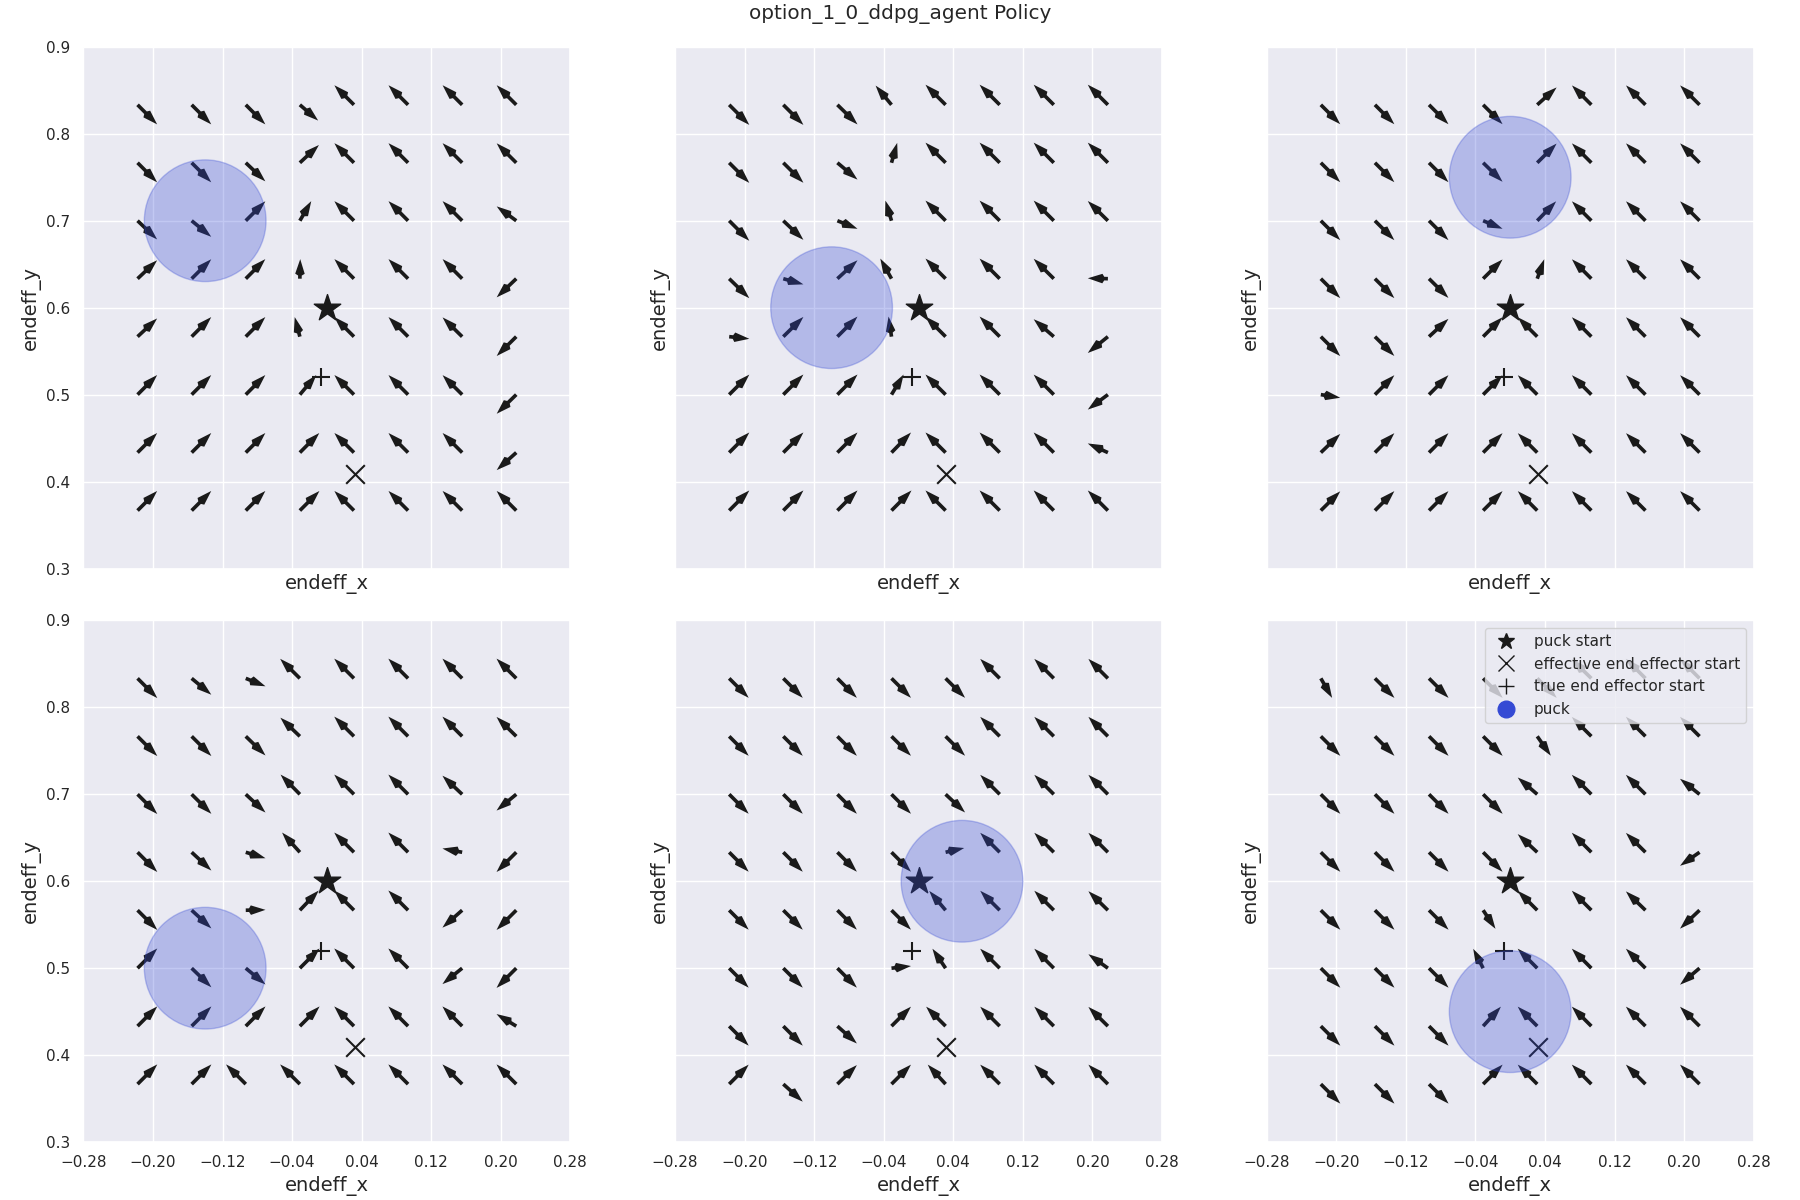 option_1_0_ddpg_agent Policy
0.9
0.8
0.7
0.6
0.5
0.4
0.3
endeff_y
endeff_x
endeff_y
endeff_x
endeff_y
endeff_x
0.9
0.8
0.7
0.6
0.5
0.4
0.3
endeff_y
−0.28 −0.20 −0.12 −0.04 0.04 0.12 0.20 0.28
endeff_x
endeff_y
−0.28 −0.20 −0.12 −0.04 0.04 0.12 0.20 0.28
endeff_x
puck start
effective end effector start
true end effector start
puck
endeff_y
−0.28 −0.20 −0.12 −0.04 0.04 0.12 0.20 0.28
endeff_x